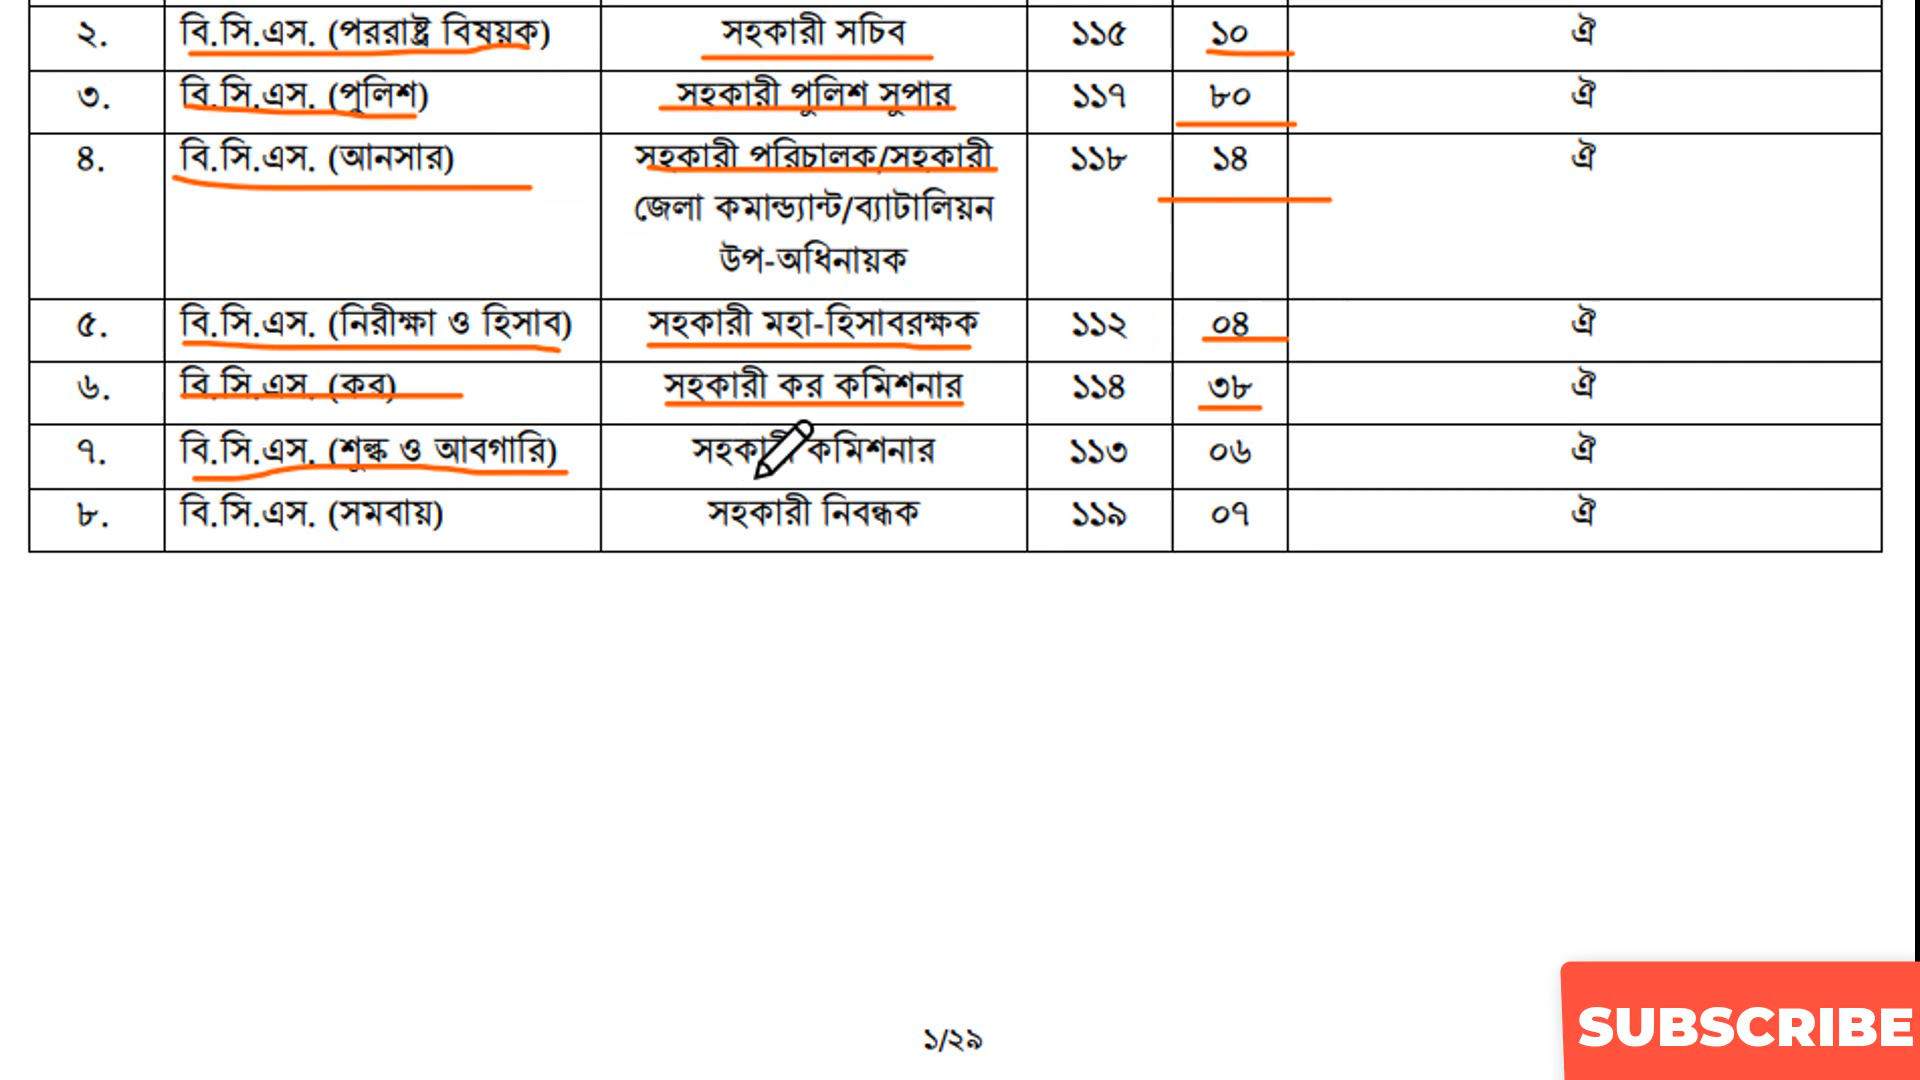 ২. বি.সি.এস. (পররাষ্ট্র বিষয়ক) সহকারী সচিব ১১৫ ১০ ঐ
৩. বি.সি.এস. (পুলিশ) সহকারী পুলিশ সুপার ১১৭ ৮০ ঐ
৪. বি.সি.এস. (আনসার) সহকারী পরিচালক/সহকারী ১১৮ ১৪ ঐ
জেলা কমান্ড্যান্ট/ব্যাটালিয়ন
উপ-অধিনায়ক
৫. বি.সি.এস. (নিরীক্ষা ও হিসাব) সহকারী মহা-হিসাবরক্ষক ১১২ ০৪ ঐ
৬. বি.সি.এস. (কর) সহকারী কর কমিশনার ১১৪ ৩৮ ঐ
৭. বি.সি.এস. (শুল্ক ও আবগারি) সহকারী কমিশনার ১১৩ ০৬ ঐ
৮. বি.সি.এস. (সমবায়) সহকারী নিবন্ধক ১১৯ ০৭ ঐ
১/২৯
SUBSCRIBE